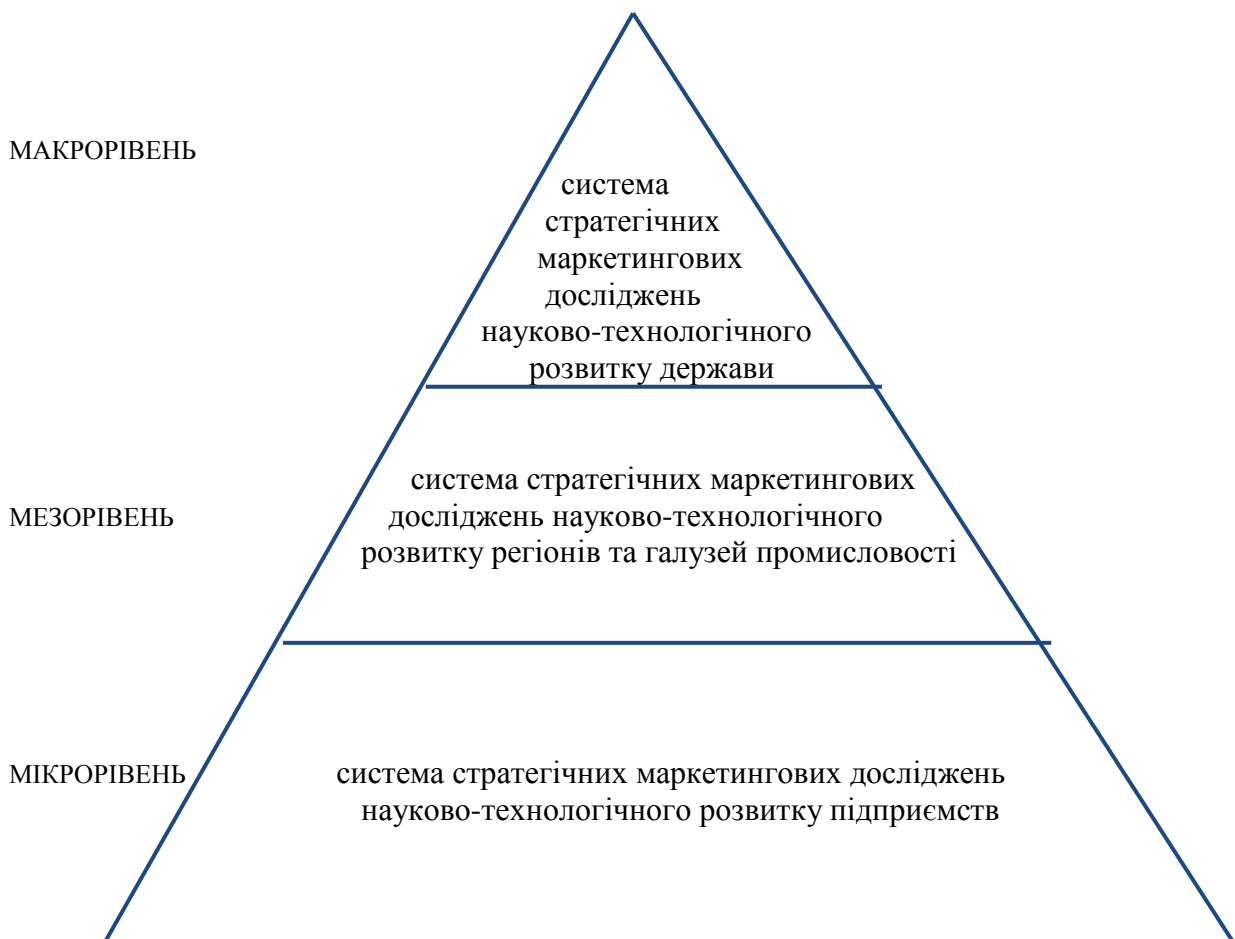 МАКРОРІВЕНЬ
система
стратегічних
маркетингових
досліджень
науково-технологічного
розвитку держави
МЕЗОРІВЕНЬ
система стратегічних маркетингових
досліджень науково-технологічного
розвитку регіонів та галузей промисловості
МІКРОРІВЕНЬ
система стратегічних маркетингових досліджень
науково-технологічного розвитку підприємств